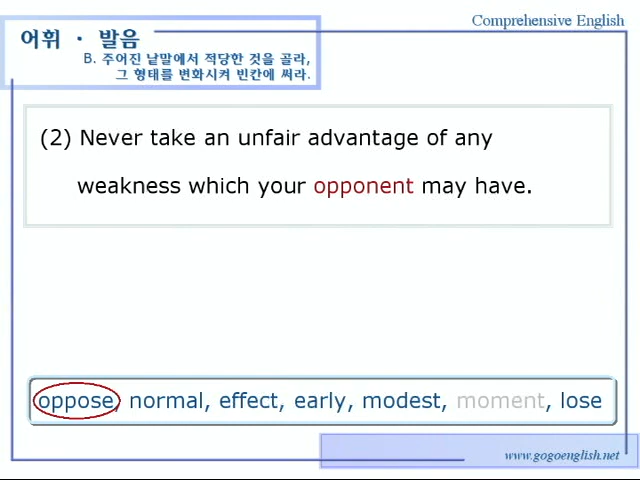 Comprehensive English
어휘 · 발음
B. 주어진 낱말에서 적당한 것을 골라,
그 형태를 변화시켜 빈칸에 써라.
(2) Never take an unfair advantage of any
weakness which your opponent may have.
oppose, normal, effect, early, modest, moment, lose
www.gogoenglish.net